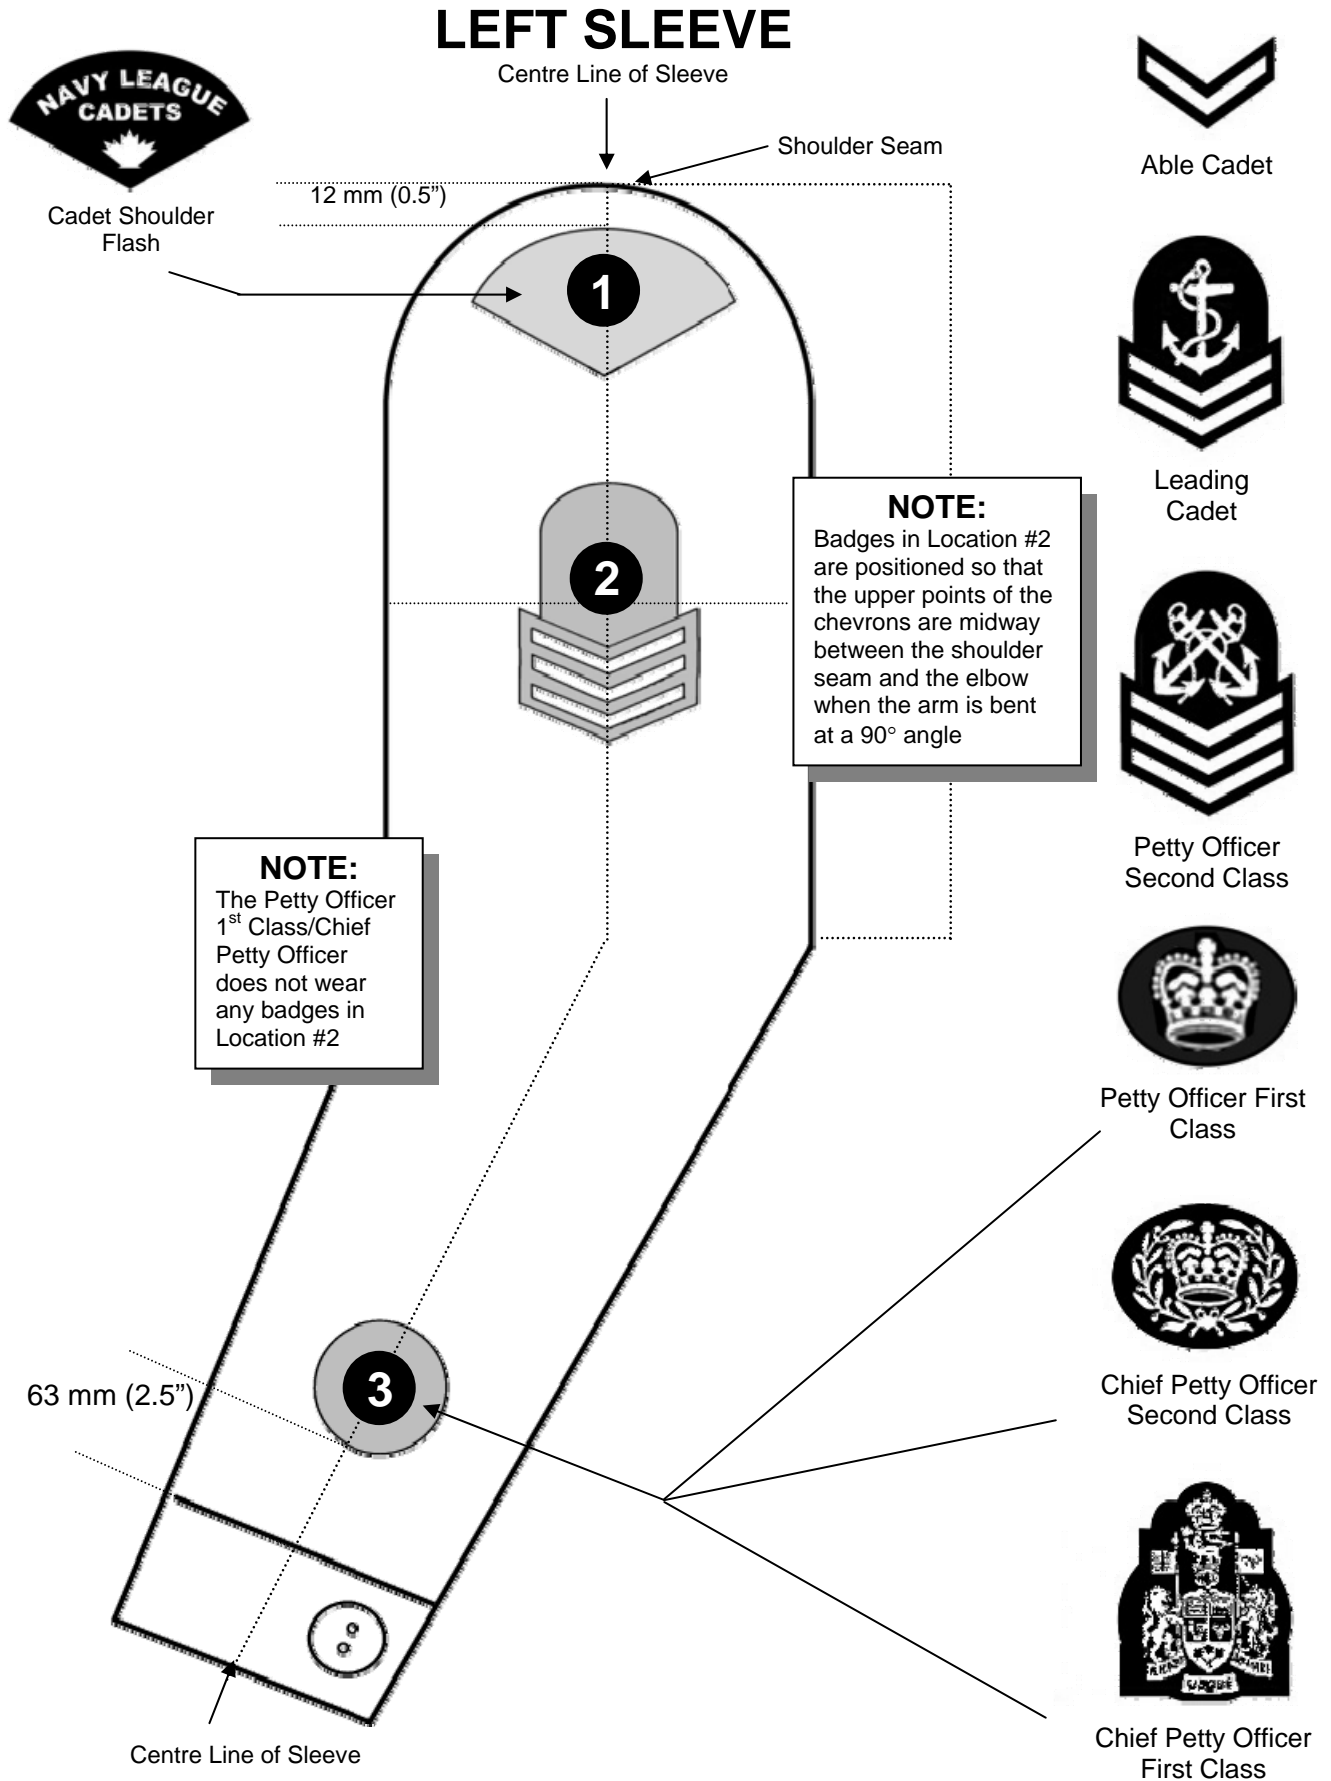 LEFT SLEEVE
Centre Line of Sleeve
NAVY LEAGUE
CADETS
Cadet Shoulder
Flash
12 mm (0.5”)
Shoulder Seam
Able Cadet
1
Leading
Cadet
2
NOTE:
Badges in Location #2
are positioned so that
the upper points of the
chevrons are midway
between the shoulder
seam and the elbow
when the arm is bent
at a 90° angle
Petty Officer
Second Class
NOTE:
The Petty Officer
1st Class/Chief
Petty Officer
does not wear
any badges in
Location #2
Petty Officer First
Class
63 mm (2.5”)
3
Chief Petty Officer
Second Class
Centre Line of Sleeve
Chief Petty Officer
First Class